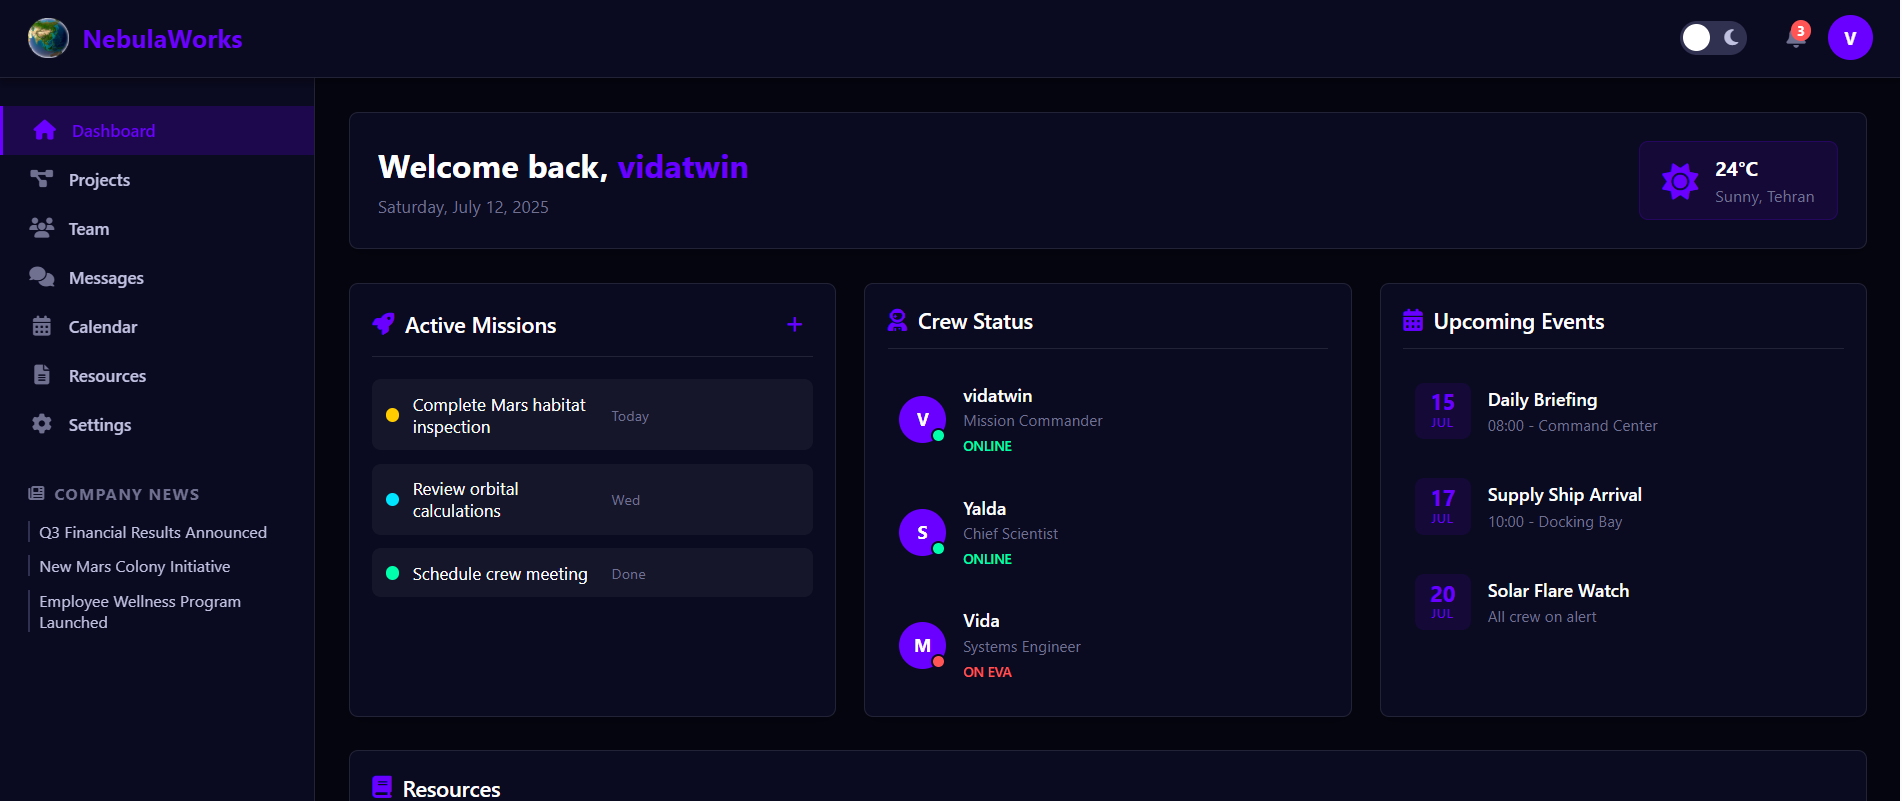 NebulaWorks
3
V
Dashboard
Projects
Team
Messages
Calendar
Resources
Settings
COMPANY NEWS
Q3 Financial Results Announced
New Mars Colony Initiative
Employee Wellness Program
Launched
Welcome back, vidatwin
Saturday, July 12, 2025
24°C
Sunny, Tehran
Active Missions
+
Complete Mars habitat
inspection
Today
Review orbital
calculations
Wed
Schedule crew meeting
Done
Crew Status
V
vidatwin
Mission Commander
ONLINE
S
Yalda
Chief Scientist
ONLINE
M
Vida
Systems Engineer
ON EVA
Upcoming Events
15
JUL
Daily Briefing
08:00 - Command Center
17
JUL
Supply Ship Arrival
10:00 - Docking Bay
20
JUL
Solar Flare Watch
All crew on alert
Resources